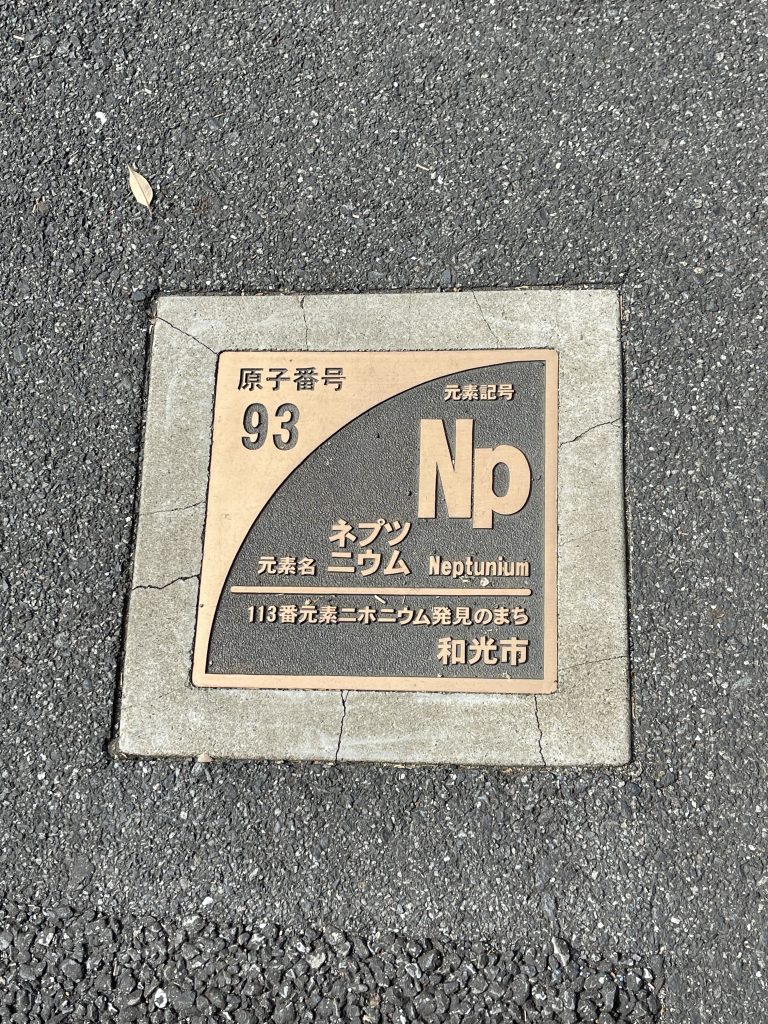 原子番号
93
元素記号
Np
ネプツ
元素名 ニウム Neptunium
113番元素ニホニウム発見のまち
和光市